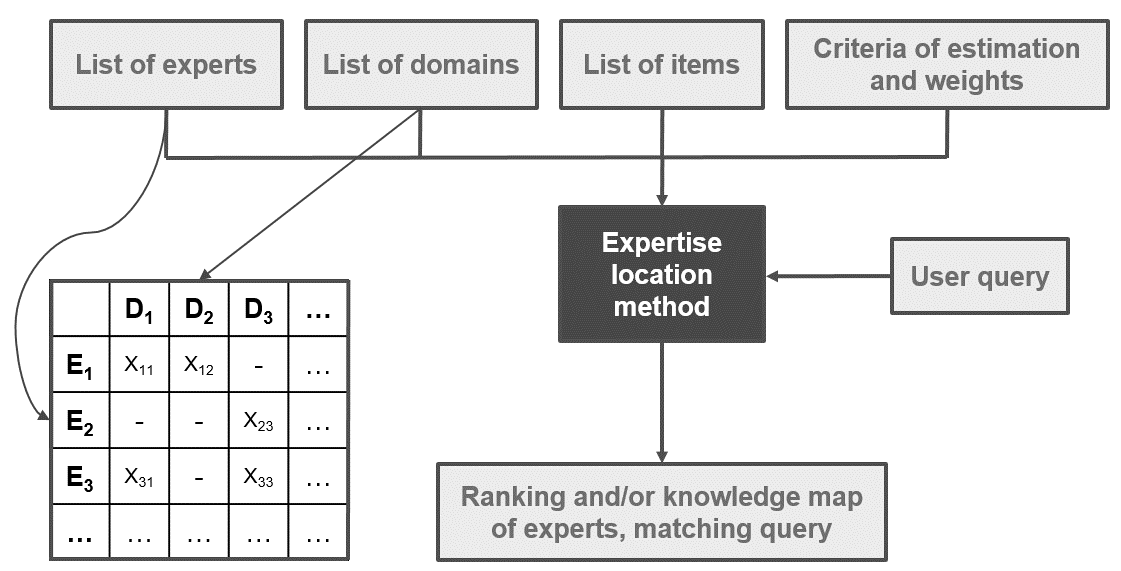 List of experts
List of domains
List of items
Criteria of estimation
and weights
Expertise
location
method
User query
D₁ D₂ D₃ ...
E₁ X₁₁ X₁₂ - ...
E₂ - - X₂₃ ...
E₃ X₃₁ - X₃₃ ...
... ... ... ... ...
Ranking and/or knowledge map
of experts, matching query